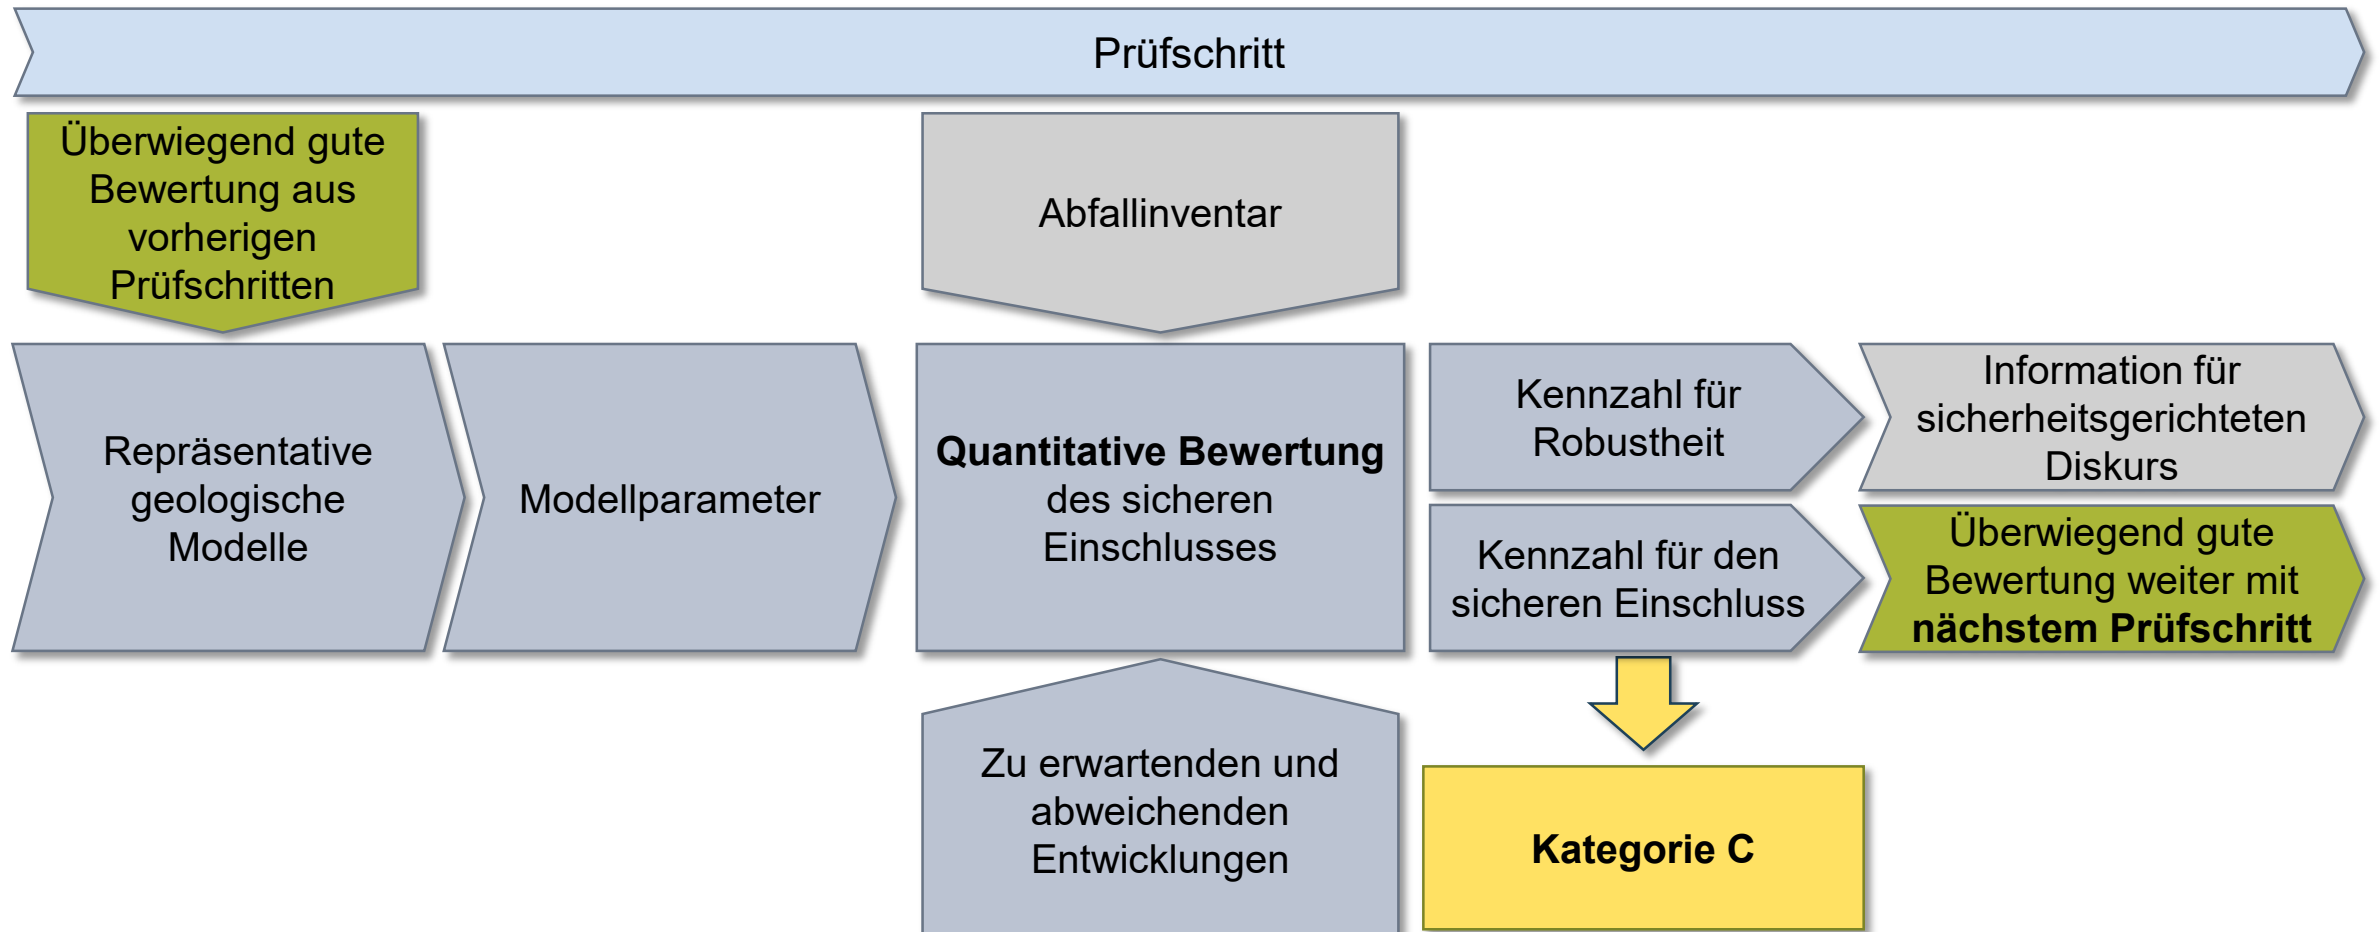 Prüfschritt
Überwiegend gute
Bewertung aus
vorherigen
Prüfschritten
Abfallinventar
Repräsentative
geologische
Modelle
Modellparameter
Quantitative Bewertung
des sicheren
Einschlusses
Kennzahl für
Robustheit
Information für
sicherheitsgerichteten
Diskurs
Kennzahl für den
sicheren Einschluss
Überwiegend gute
Bewertung weiter mit
nächstem Prüfschritt
Zu erwartenden und
abweichenden
Entwicklungen
Kategorie C